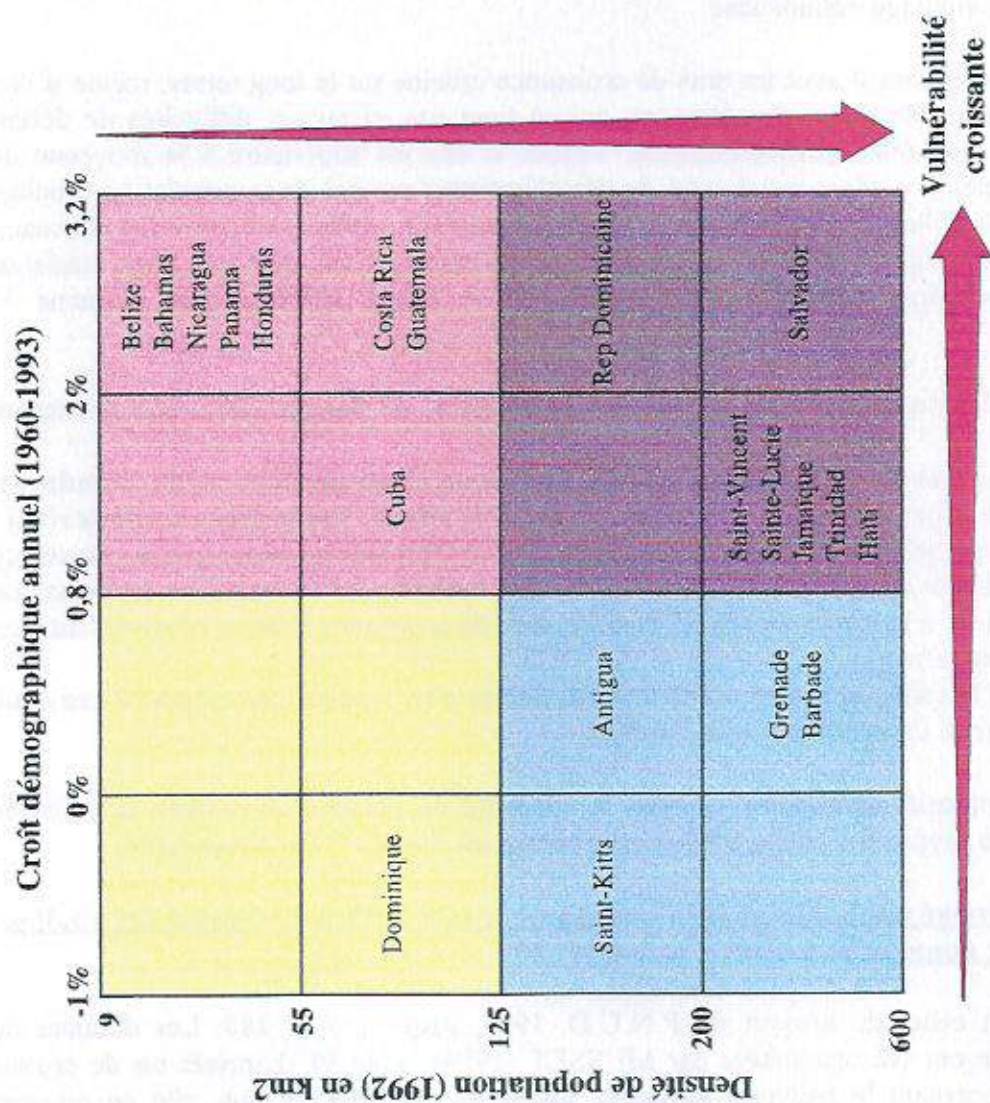 Croît démographique annuel (1960-1993)
-1%
0%
0,8%
2%
3,2%
Densité de population (1992) en km2
9
55
125
200
600
Belize
Bahamas
Nicaragua
Panama
Honduras
Dominique
Cuba
Costa Rica
Guatemala
Saint-Kitts
Antigua
Rep Dominicaine
Grenade
Barbade
Saint-Vincent
Sainte-Lucie
Jamaïque
Trinidad
Haïti
Salvador
Vulnérabilité
croissante